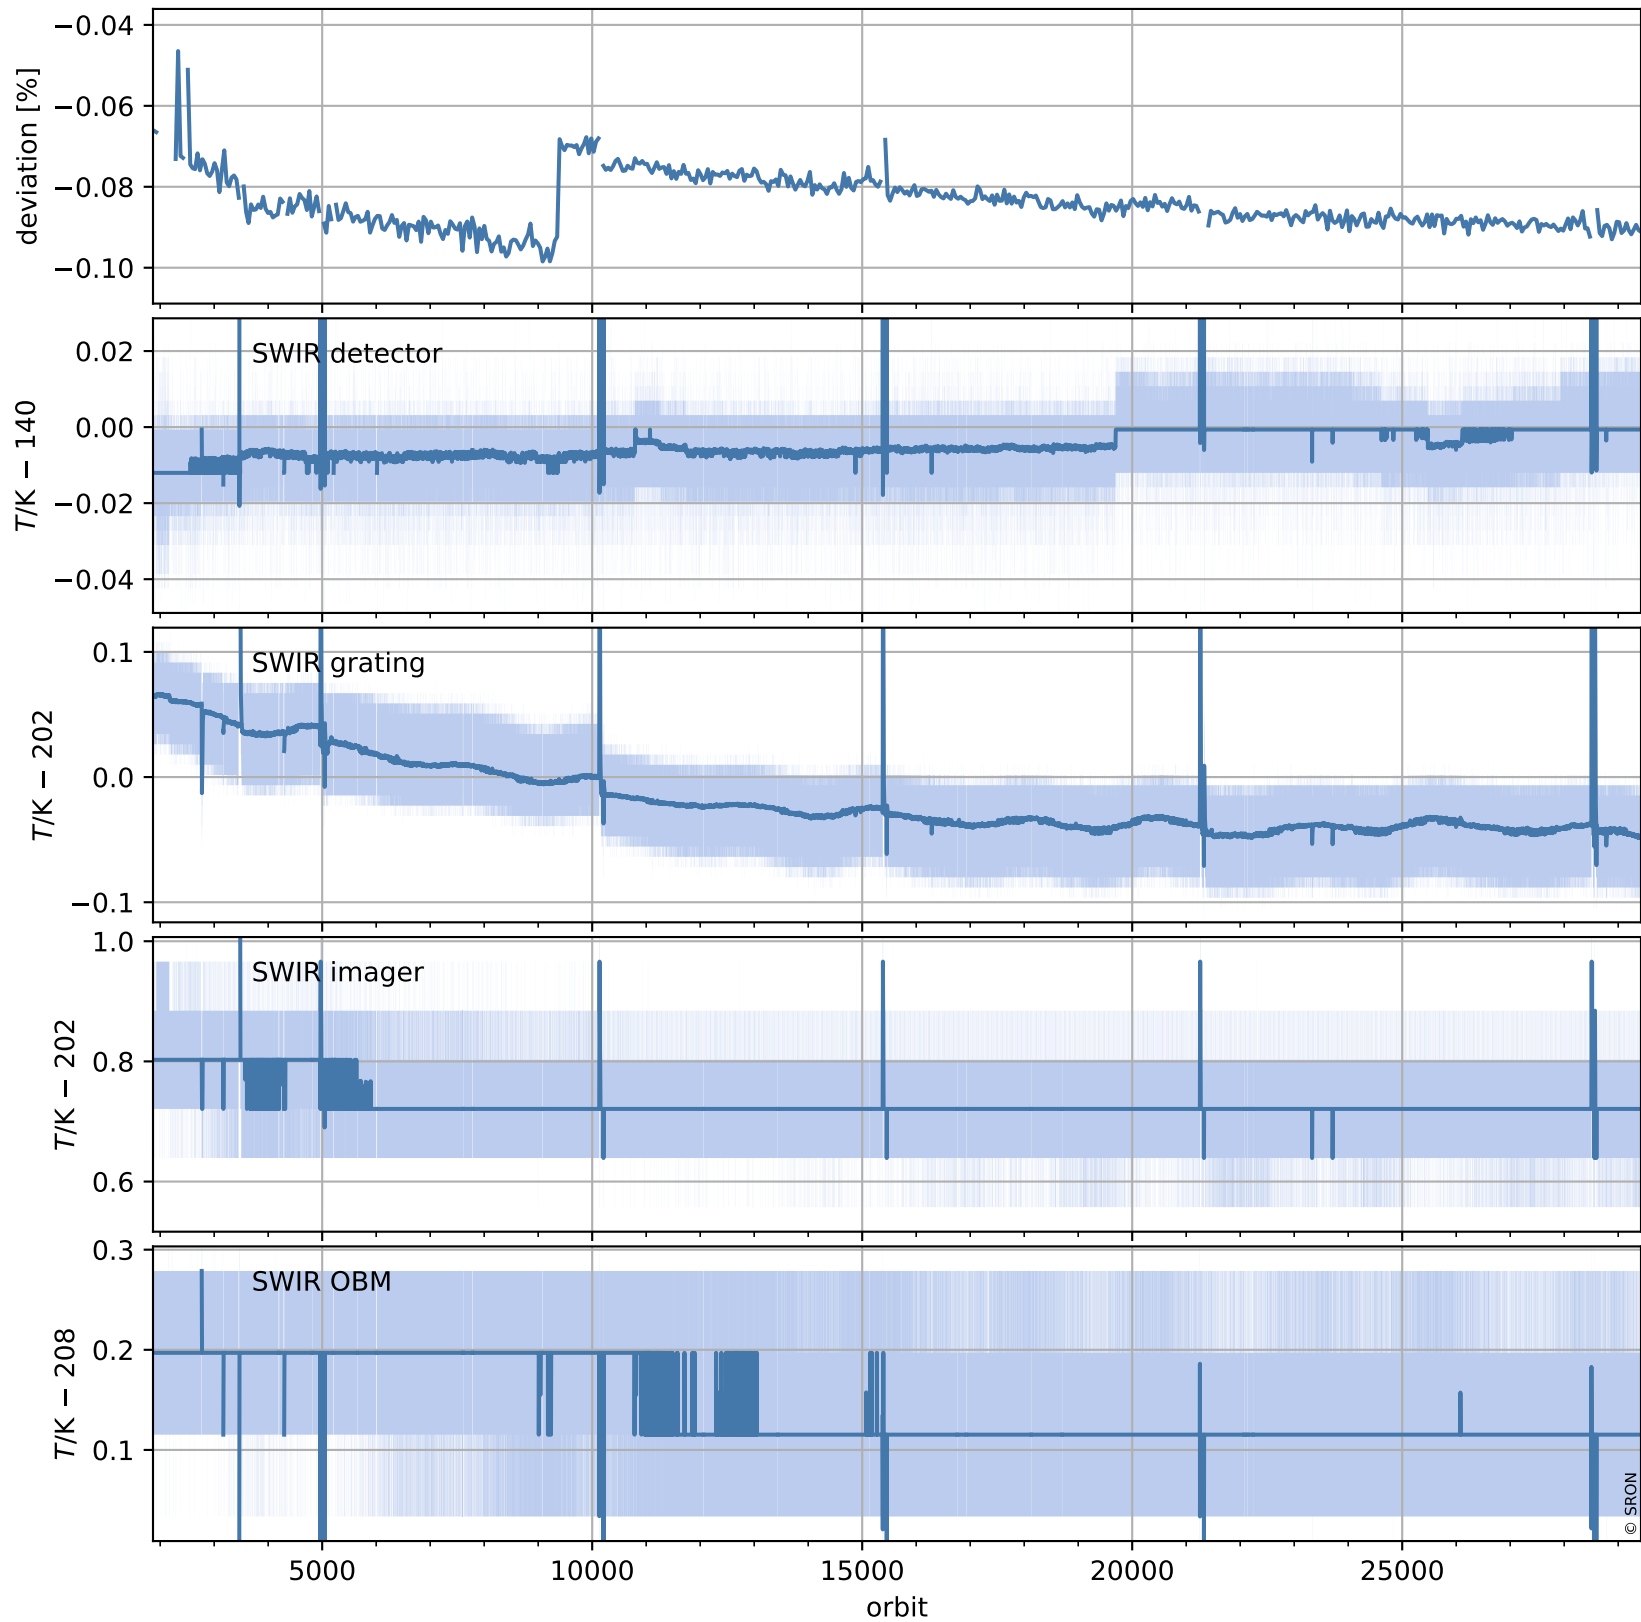 −0.04
−0.06
−0.08
−0.10
deviation [%]
SWIR detector
0.02
0.00
−0.02
−0.04
T/K − 140
SWIR grating
0.1
0.0
−0.1
T/K − 202
SWIR imager
1.0
0.8
0.6
T/K − 202
SWIR OBM
0.3
0.2
0.1
T/K − 208
© SRON
5000 10000 15000 20000 25000
orbit